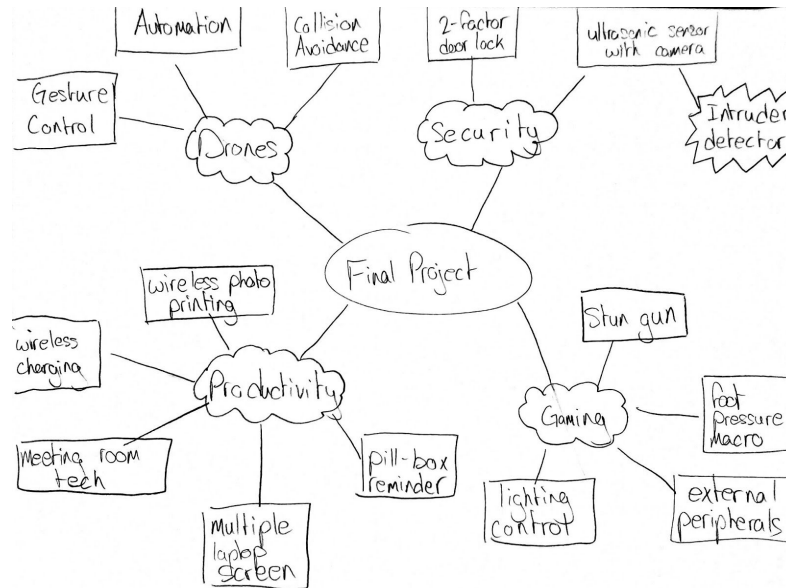 Automation
Collision
Avoidance
2-factor
door lock
ultrasonic sensor
with camera
Gesture
Control
Drones
Security
Intruder
detector
Final Project
wireless photo
printing
Stun gun
wireless
charging
Productivity
Gaming
foot
pressure
macro
meeting room
tech
pill-box
reminder
lighting
control
external
peripherals
multiple
laptop
screen